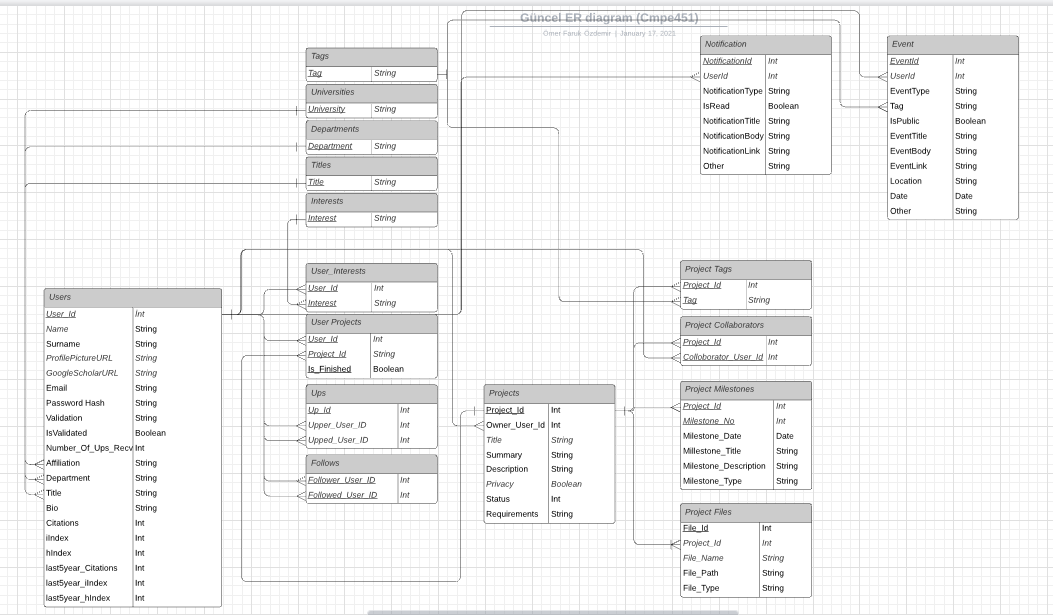 Güncel ER diagram (Cmpe451)
Ömer Faruk Özdemir | January 17, 2021
Tags
Tag String
Universities
University String
Departments
Department String
Titles
Title String
Interests
Interest String
Notification
NotificationId Int
UserId Int
NotificationType String
IsRead Boolean
NotificationTitle String
NotificationBody String
NotificationLink String
Other String
Event
EventId Int
UserId Int
EventType String
Tag String
IsPublic Boolean
EventTitle String
EventBody String
EventLink String
Location String
Date Date
Other String
Users
User_Id Int
Name String
Surname String
ProfilePictureURL String
GoogleScholarURL String
Email String
Password Hash String
Validation String
IsValidated Boolean
Number_Of_Ups_Recv Int
Affiliation String
Department String
Title String
Bio String
Citations Int
iIndex Int
hIndex Int
last5year_Citations Int
last5year_iIndex Int
last5year_hIndex Int
User_Interests
User_Id Int
Interest String
User Projects
User_Id Int
Project_Id String
Is_Finished Boolean
Ups
Up_Id Int
Upper_User_ID Int
Upped_User_ID Int
Follows
Follower_User_ID Int
Followed_User_ID Int
Projects
Project_Id Int
Owner_User_Id Int
Title String
Summary String
Description String
Privacy Boolean
Status Int
Requirements String
Project Tags
Project_Id Int
Tag String
Project Collaborators
Project_Id Int
Colloborator_User_Id Int
Project Milestones
Project_Id Int
Milestone_No Int
Milestone_Date Date
Millestone_Title String
Milestone_Description String
Milestone_Type String
Project Files
File_Id Int
Project_Id Int
File_Name String
File_Path String
File_Type String